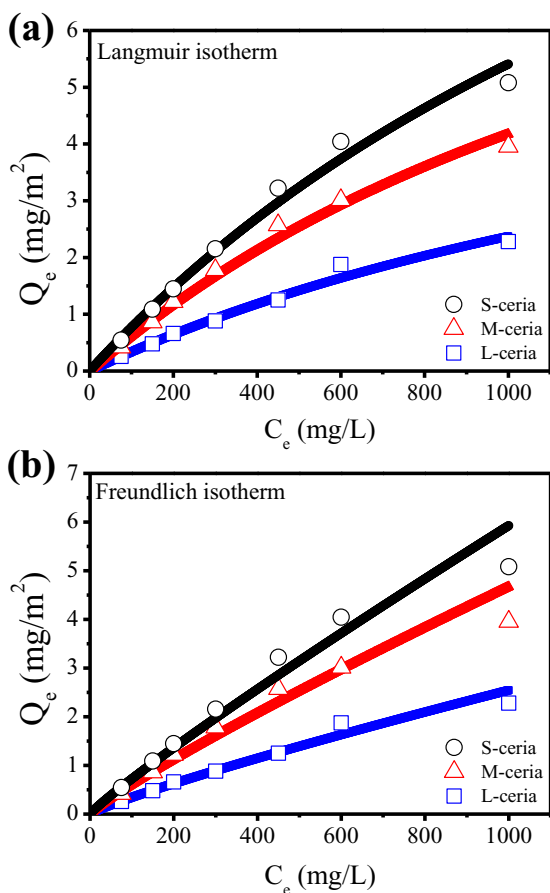 (a)
Langmuir isotherm
6
5
4
3
2
1
0
Q_e (mg/m²)
S-ceria
M-ceria
L-ceria
0 200 400 600 800 1000
C_e (mg/L)
(b)
Freundlich isotherm
7
6
5
4
3
2
1
0
Q_e (mg/m²)
S-ceria
M-ceria
L-ceria
0 200 400 600 800 1000
C_e (mg/L)